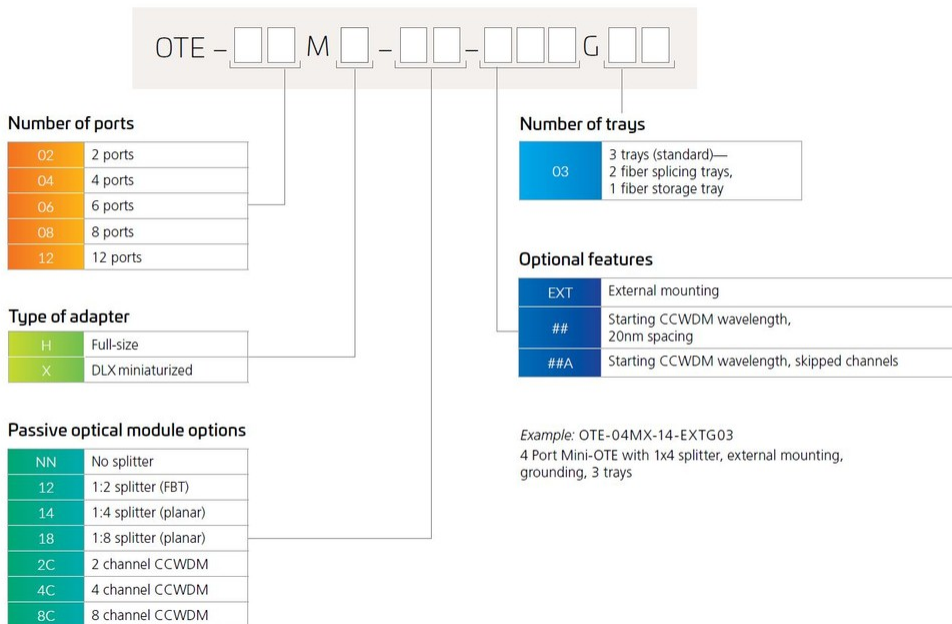 OTE – M – – G
Number of ports
02 2 ports
04 4 ports
06 6 ports
08 8 ports
12 12 ports
Type of adapter
H Full-size
X DLX miniaturized
Passive optical module options
NN No splitter
12 1:2 splitter (FBT)
14 1:4 splitter (planar)
18 1:8 splitter (planar)
2C 2 channel CCWDM
4C 4 channel CCWDM
8C 8 channel CCWDM
Number of trays
03 3 trays (standard)—
2 fiber splicing trays,
1 fiber storage tray
Optional features
EXT External mounting
## Starting CCWDM wavelength,
20nm spacing
##A Starting CCWDM wavelength, skipped channels
Example: OTE-04MX-14-EXTG03
4 Port Mini-OTE with 1x4 splitter, external mounting,
grounding, 3 trays